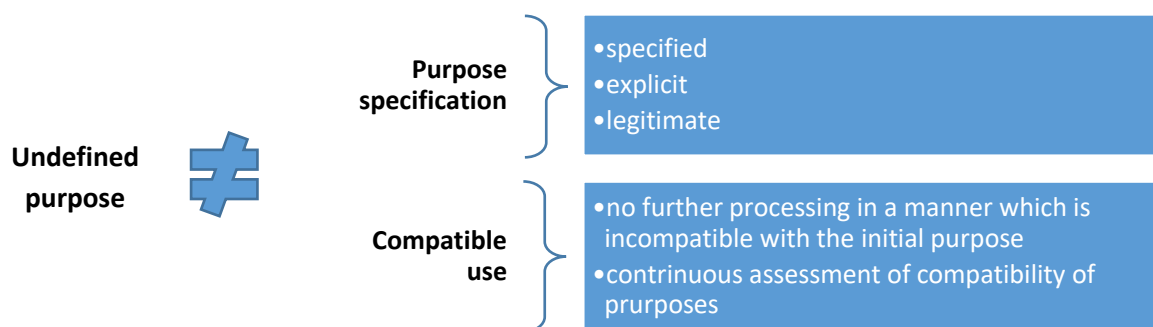 Undefined
purpose
≠
Purpose
specification
•specified
•explicit
•legitimate
Compatible
use
•no further processing in a manner which is
incompatible with the initial purpose
•contrinuous assessment of compatibility of
prurposes